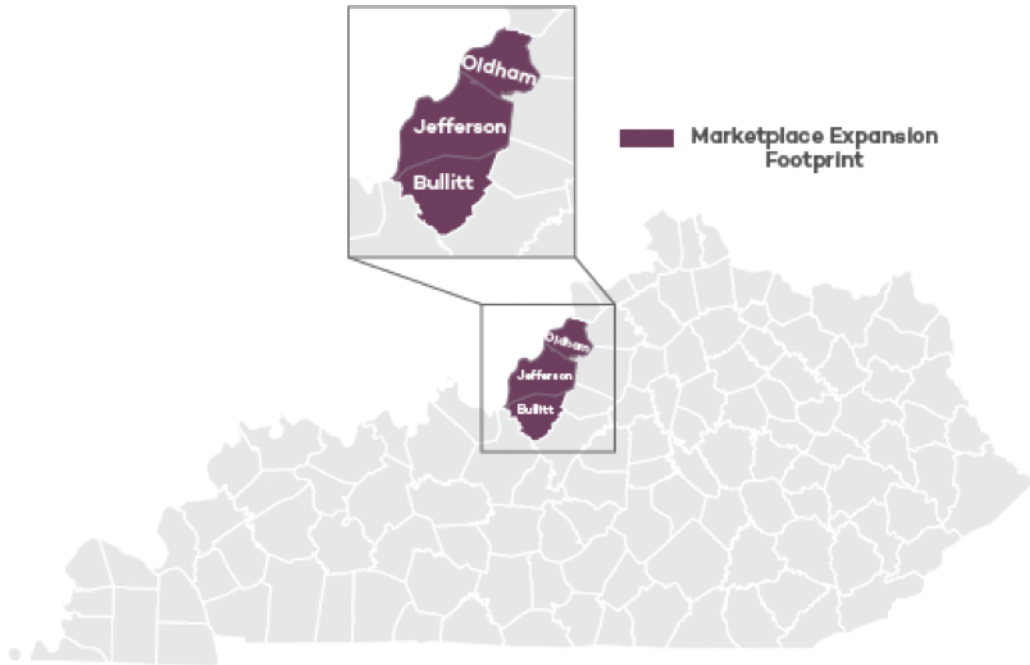 Oldham
Jefferson
Bullitt
Marketplace Expansion
Footprint
Oldham
Jefferson
Bullitt